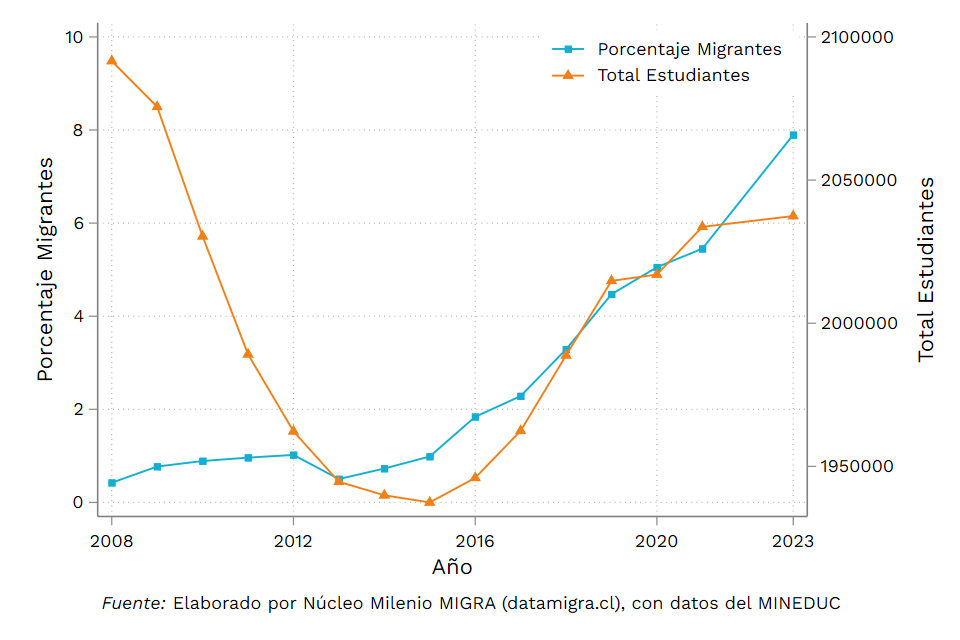 10
8
6
4
2
0
Porcentaje Migrantes
Porcentaje Migrantes
Total Estudiantes
2100000
2050000
2000000
1950000
Total Estudiantes
2008 2012 2016 2020 2023
Año
Fuente: Elaborado por Núcleo Milenio MIGRA (datamigra.cl), con datos del MINEDUC